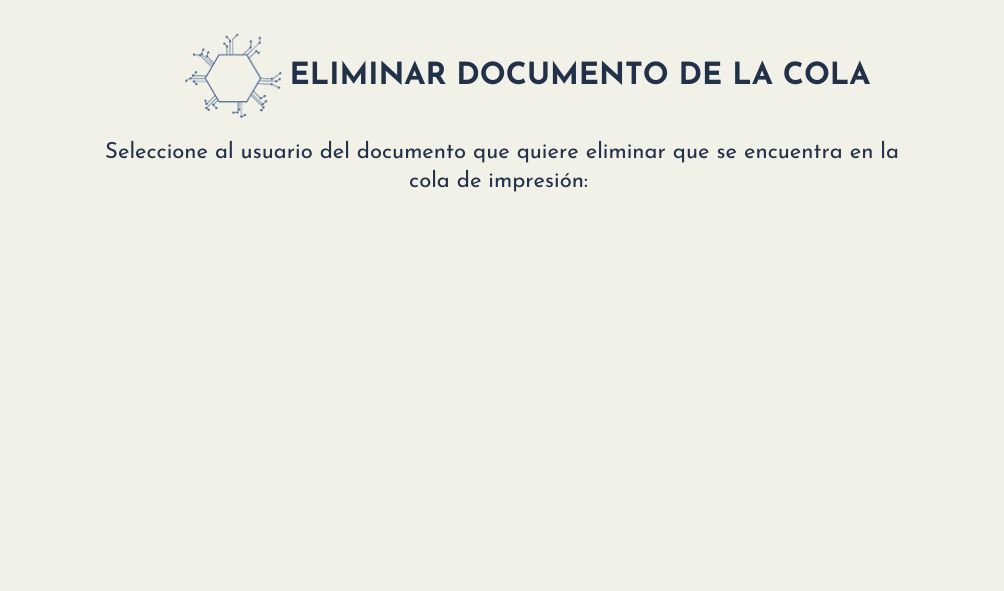 ELIMINAR DOCUMENTO DE LA COLA
Seleccione al usuario del documento que quiere eliminar que se encuentra en la
cola de impresión: